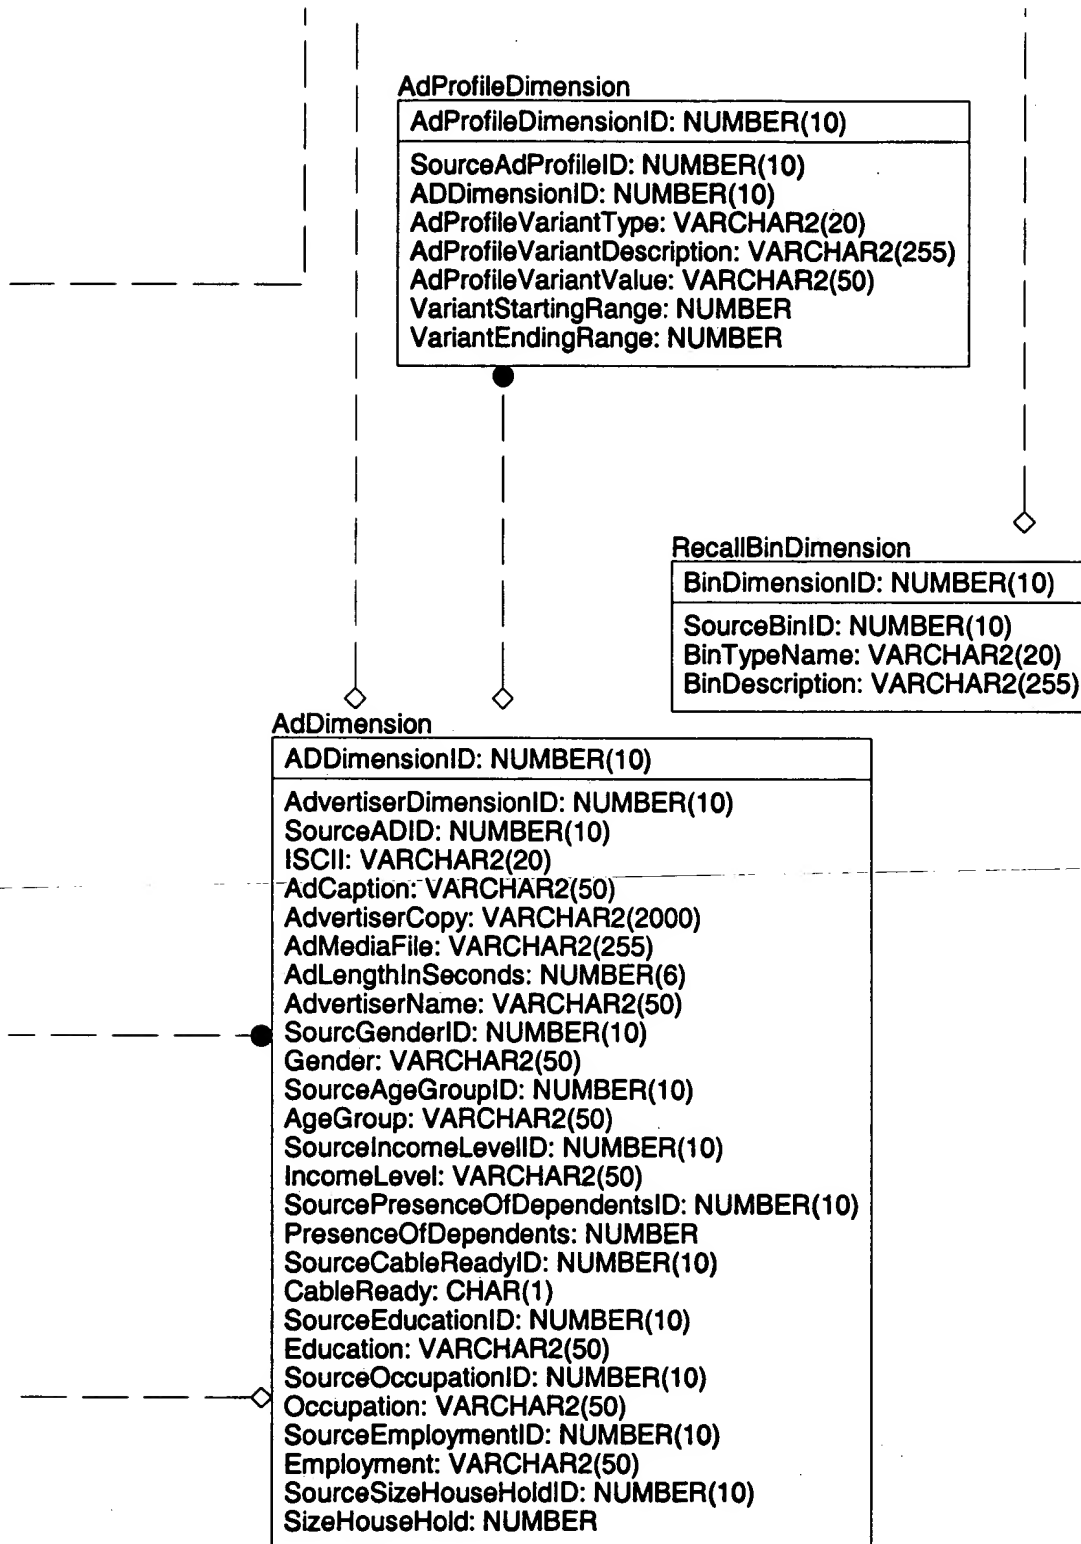 AdProfileDimension
AdProfileDimensionID: NUMBER(10)
SourceAdProfileID: NUMBER(10)
ADDimensionID: NUMBER(10)
AdProfileVariantType: VARCHAR2(20)
AdProfileVariantDescription: VARCHAR2(255)
AdProfileVariantValue: VARCHAR2(50)
VariantStartingRange: NUMBER
VariantEndingRange: NUMBER
RecallBinDimension
BinDimensionID: NUMBER(10)
SourceBinID: NUMBER(10)
BinTypeName: VARCHAR2(20)
BinDescription: VARCHAR2(255)
AdDimension
ADDimensionID: NUMBER(10)
AdvertiserDimensionID: NUMBER(10)
SourceADID: NUMBER(10)
ISCII: VARCHAR2(20)
AdCaption: VARCHAR2(50)
AdvertiserCopy: VARCHAR2(2000)
AdMediaFile: VARCHAR2(255)
AdLengthInSeconds: NUMBER(6)
AdvertiserName: VARCHAR2(50)
SourcGenderID: NUMBER(10)
Gender: VARCHAR2(50)
SourceAgeGroupID: NUMBER(10)
AgeGroup: VARCHAR2(50)
SourceIncomeLevelID: NUMBER(10)
IncomeLevel: VARCHAR2(50)
SourcePresenceOfDependentsID: NUMBER(10)
PresenceOfDependents: NUMBER
SourceCableReadyID: NUMBER(10)
CableReady: CHAR(1)
SourceEducationID: NUMBER(10)
Education: VARCHAR2(50)
SourceOccupationID: NUMBER(10)
Occupation: VARCHAR2(50)
SourceEmploymentID: NUMBER(10)
Employment: VARCHAR2(50)
SourceSizeHouseHoldID: NUMBER(10)
SizeHouseHold: NUMBER